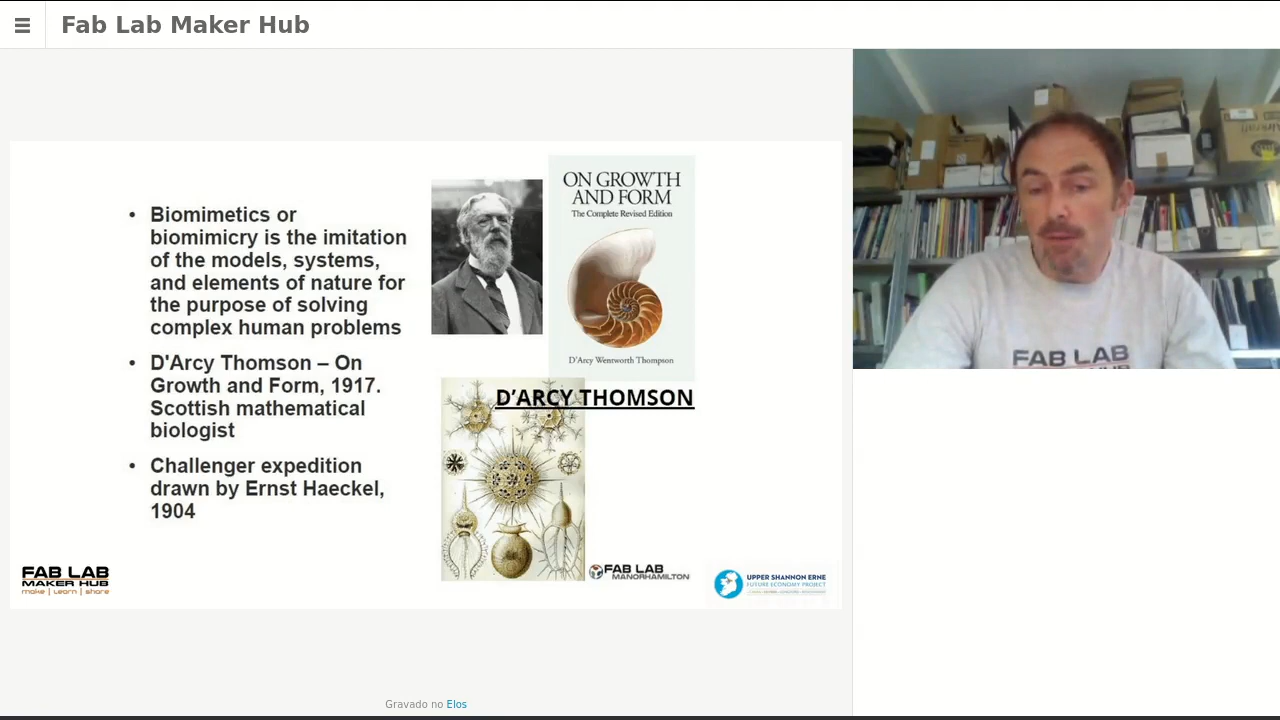 Fab Lab Maker Hub
• Biomimetics or
biomimicry is the imitation
of the models, systems,
and elements of nature for
the purpose of solving
complex human problems
• D'Arcy Thomson – On
Growth and Form, 1917.
Scottish mathematical
biologist
• Challenger expedition
drawn by Ernst Haeckel,
1904
ON GROWTH
AND FORM
The Complete Revised Edition
D'Arcy Wentworth Thompson
D’ARCY THOMSON
FAB LAB
MAKER HUB
make | learn | share
FAB LAB
MANORHAMILTON
UPPER SHANNON ERNE
FUTURE ECONOMY PROJECT
FAB LAB
Gravado no Elos